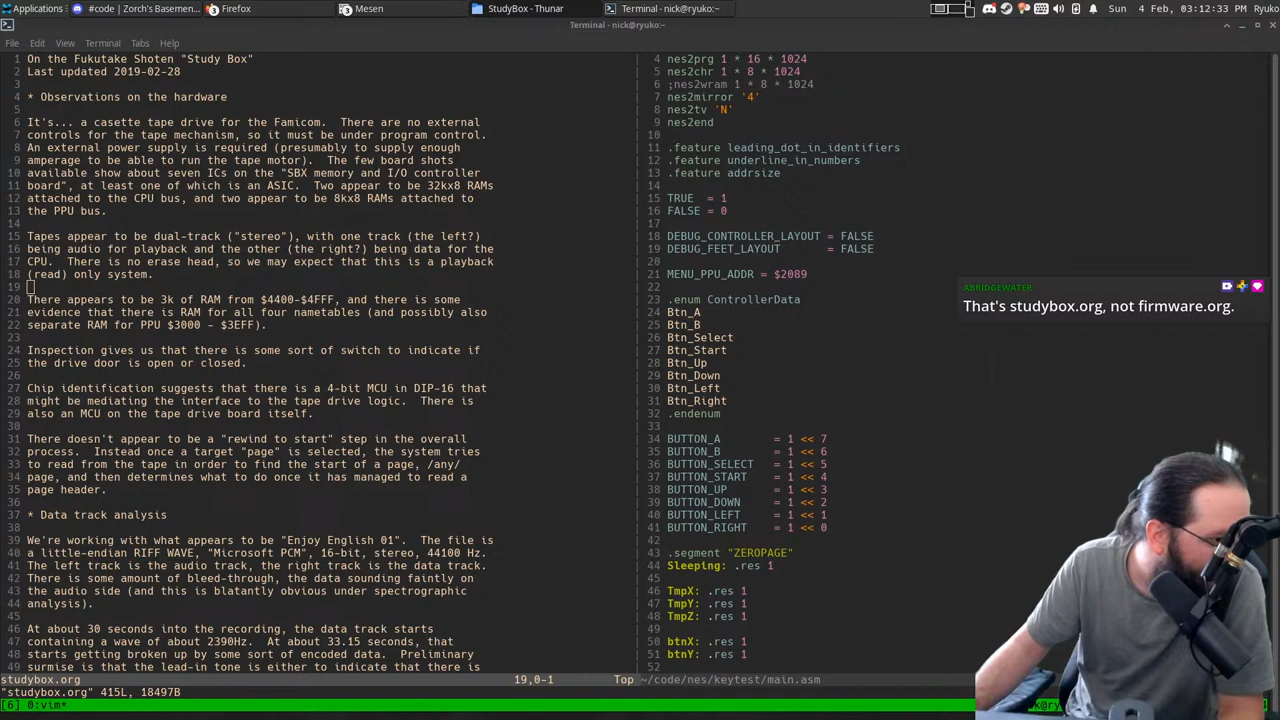 Applications
#code | Zorch's Basemen...
Firefox
Mesen
StudyBox - Thunar
Terminal - nick@ryuko:~
Sun 4 Feb, 03:12:33 PM Ryuko
Terminal - nick@ryuko:~
File Edit View Terminal Tabs Help
1 On the Fukutake Shoten "Study Box"
2 Last updated 2019-02-28
3
4 * Observations on the hardware
5
6 It's... a casette tape drive for the Famicom. There are no external
7 controls for the tape mechanism, so it must be under program control.
8 An external power supply is required (presumably to supply enough
9 amperage to be able to run the tape motor). The few board shots
10 available show about seven ICs on the "SBX memory and I/O controller
11 board", at least one of which is an ASIC. Two appear to be 32kx8 RAMs
12 attached to the CPU bus, and two appear to be 8kx8 RAMs attached to
13 the PPU bus.
14
15 Tapes appear to be dual-track ("stereo"), with one track (the left?)
16 being audio for playback and the other (the right?) being data for the
17 CPU. There is no erase head, so we may expect that this is a playback
18 (read) only system.
19
20 There appears to be 3k of RAM from $4400-$4FFF, and there is some
21 evidence that there is RAM for all four nametables (and possibly also
22 separate RAM for PPU $3000 - $3EFF).
23
24 Inspection gives us that there is some sort of switch to indicate if
25 the drive door is open or closed.
26
27 Chip identification suggests that there is a 4-bit MCU in DIP-16 that
28 might be mediating the interface to the tape drive logic. There is
29 also an MCU on the tape drive board itself.
30
31 There doesn't appear to be a "rewind to start" step in the overall
32 process. Instead once a target "page" is selected, the system tries
33 to read from the tape in order to find the start of a page, /any/
34 page, and then determines what to do once it has managed to read a
35 page header.
36
37 * Data track analysis
38
39 We're working with what appears to be "Enjoy English 01". The file is
40 a little-endian RIFF WAVE, "Microsoft PCM", 16-bit, stereo, 44100 Hz.
41 The left track is the audio track, the right track is the data track.
42 There is some amount of bleed-through, the data sounding faintly on
43 the audio side (and this is blatantly obvious under spectrographic
44 analysis).
45
46 At about 30 seconds into the recording, the data track starts
47 containing a wave of about 2390Hz. At about 33.15 seconds, that
48 starts getting broken up by some sort of encoded data. Preliminary
49 surmise is that the lead-in tone is either to indicate that there is
studybox.org 19,0-1 Top
"studybox.org" 415L, 18497B
[6] 0:vim*
4 nes2prg 1 * 16 * 1024
5 nes2chr 1 * 8 * 1024
6 ;nes2wram 1 * 8 * 1024
7 nes2mirror '4'
8 nes2tv 'N'
9 nes2end
10
11 .feature leading_dot_in_identifiers
12 .feature underline_in_numbers
13 .feature addrsize
14
15 TRUE = 1
16 FALSE = 0
17
18 DEBUG_CONTROLLER_LAYOUT = FALSE
19 DEBUG_FEET_LAYOUT = FALSE
20
21 MENU_PPU_ADDR = $2089
22
23 .enum ControllerData
24 Btn_A
25 Btn_B
26 Btn_Select
27 Btn_Start
28 Btn_Up
29 Btn_Down
30 Btn_Left
31 Btn_Right
32 .endenum
33
34 BUTTON_A = 1 << 7
35 BUTTON_B = 1 << 6
36 BUTTON_SELECT = 1 << 5
37 BUTTON_START = 1 << 4
38 BUTTON_UP = 1 << 3
39 BUTTON_DOWN = 1 << 2
40 BUTTON_LEFT = 1 << 1
41 BUTTON_RIGHT = 1 << 0
42
43 .segment "ZEROPAGE"
44 Sleeping: .res 1
45
46 TmpX: .res 1
47 TmpY: .res 1
48 TmpZ: .res 1
49
50 btnX: .res 1
51 btnY: .res 1
52
~/code/nes/keytest/main.asm
ABRIDGEWATER
That's studybox.org, not firmware.org.